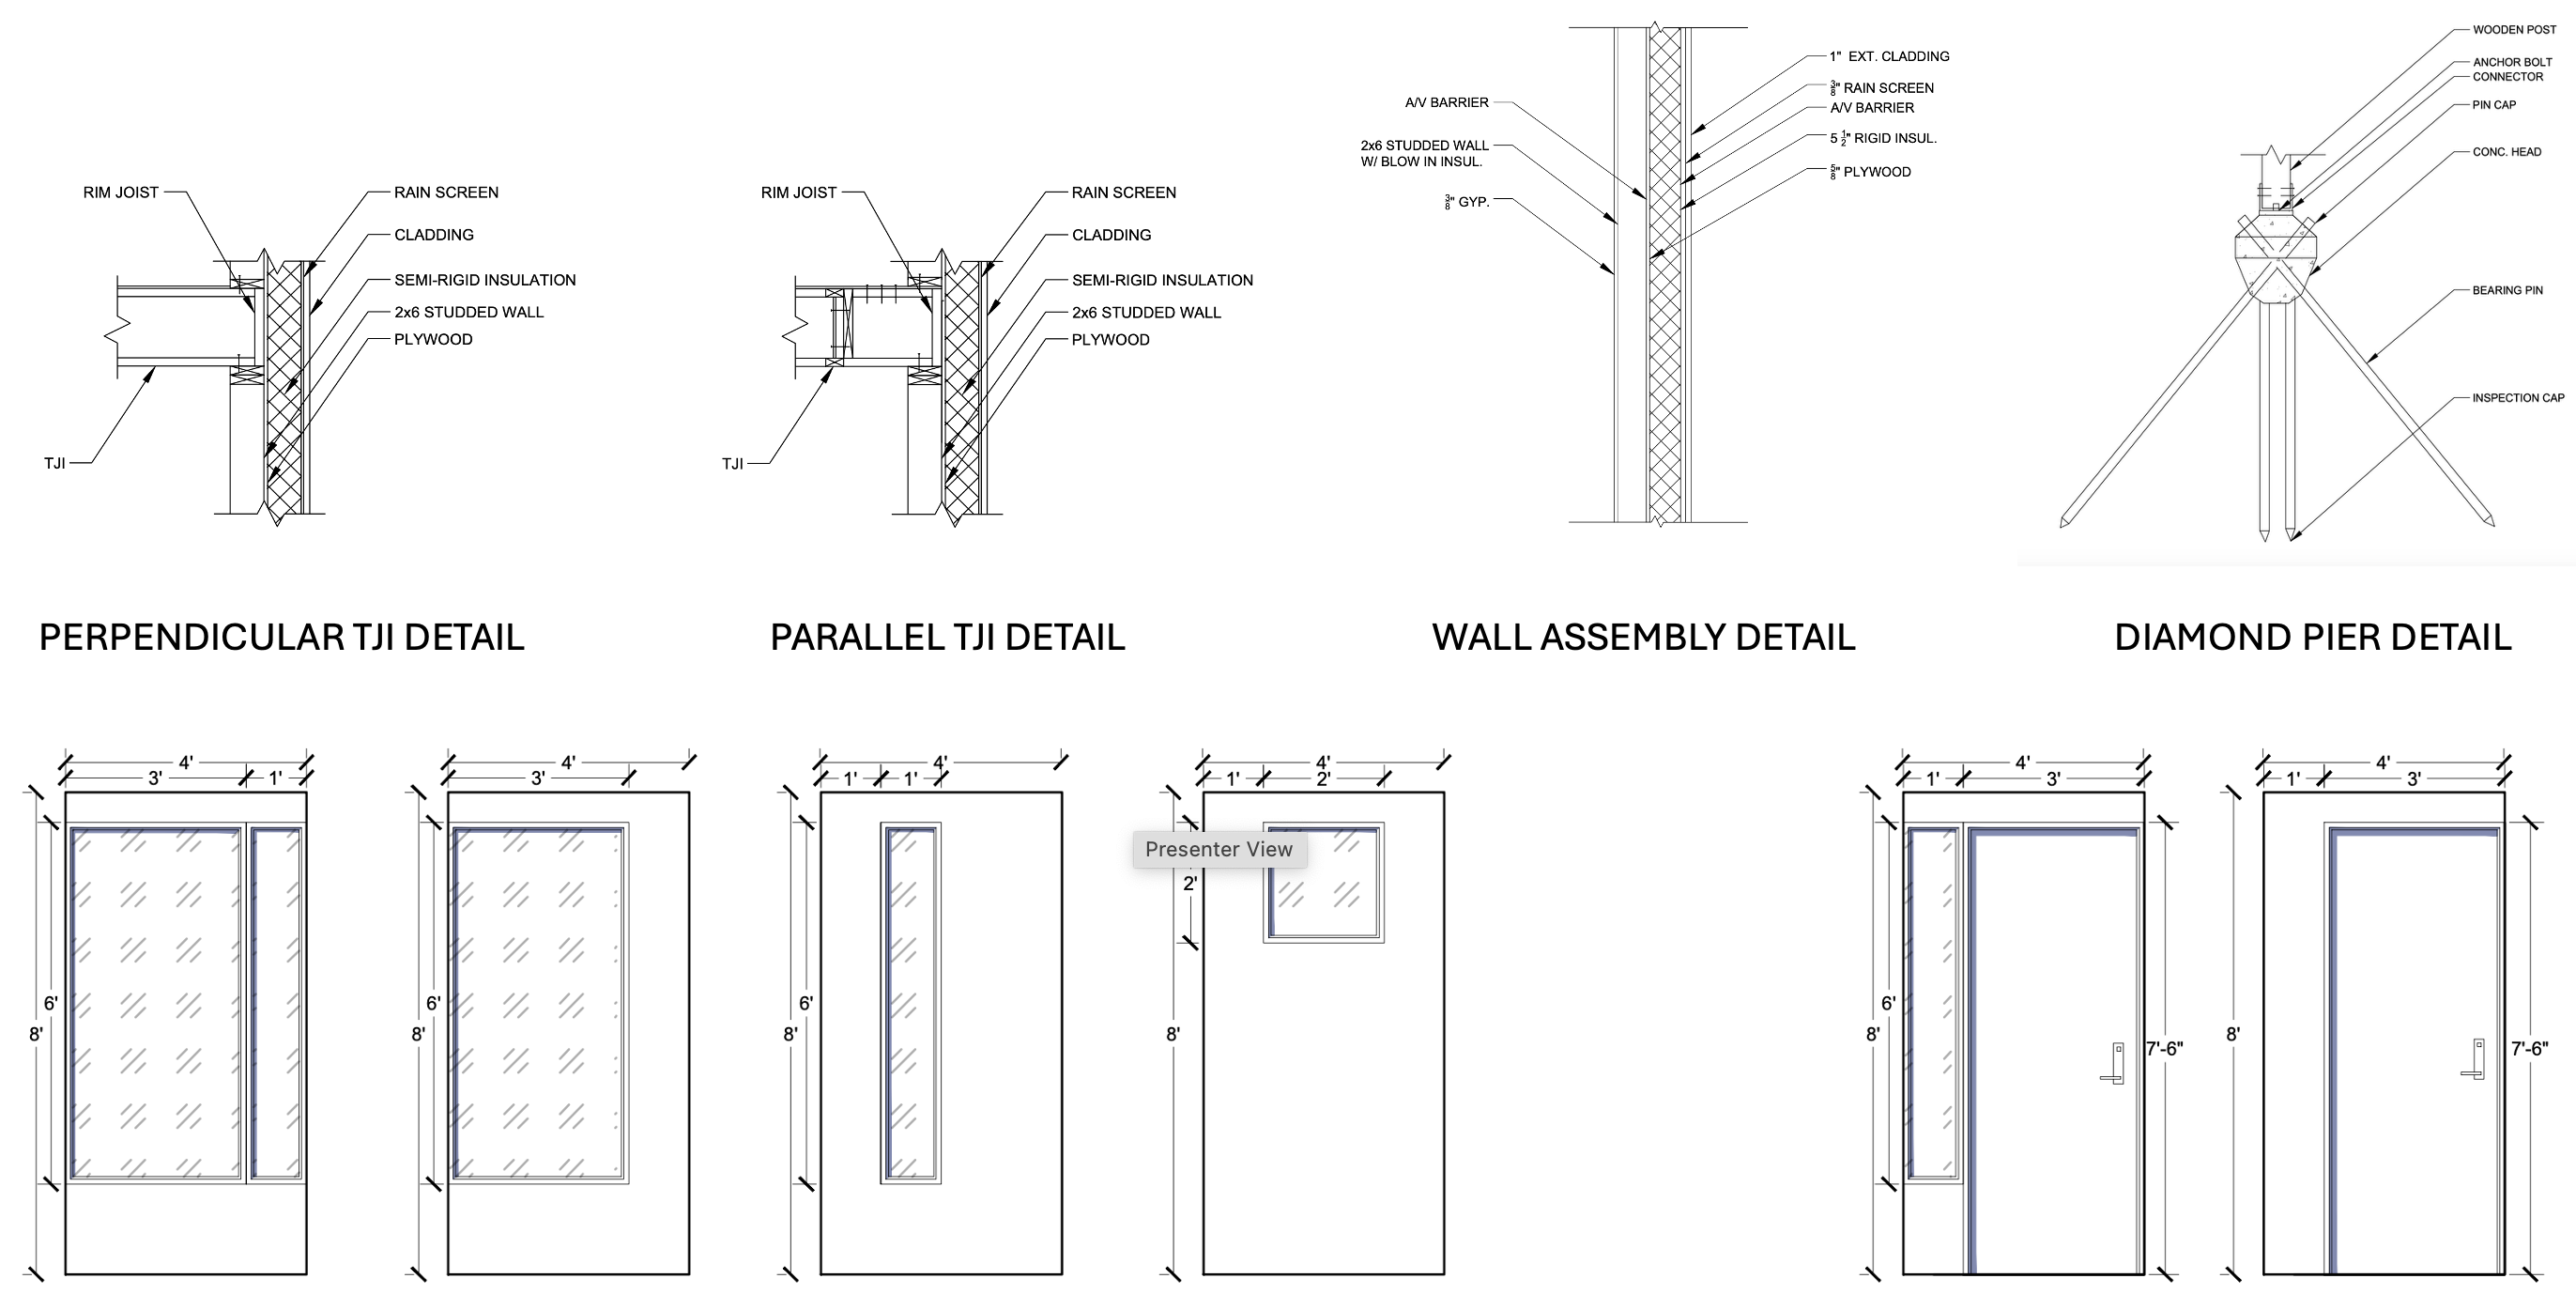 RIM JOIST
RAIN SCREEN
CLADDING
SEMI-RIGID INSULATION
2x6 STUDDED WALL
PLYWOOD
TJI
RIM JOIST
RAIN SCREEN
CLADDING
SEMI-RIGID INSULATION
2x6 STUDDED WALL
PLYWOOD
TJI
A/V BARRIER
2x6 STUDDED WALL
W/ BLOW IN INSUL.
3/8" GYP.
1" EXT. CLADDING
3/8" RAIN SCREEN
A/V BARRIER
5 1/2" RIGID INSUL.
5/8" PLYWOOD
WOODEN POST
ANCHOR BOLT
CONNECTOR
PIN CAP
CONC. HEAD
BEARING PIN
INSPECTION CAP
PERPENDICULAR TJI DETAIL
PARALLEL TJI DETAIL
WALL ASSEMBLY DETAIL
DIAMOND PIER DETAIL
4'
3' 1'
6'
8'
4'
3'
6'
8'
4'
1' 1'
6'
8'
4'
1' 2'
Presenter View
2'
8'
4'
1' 3'
6'
8'
7'-6"
4'
1' 3'
8'
7'-6"